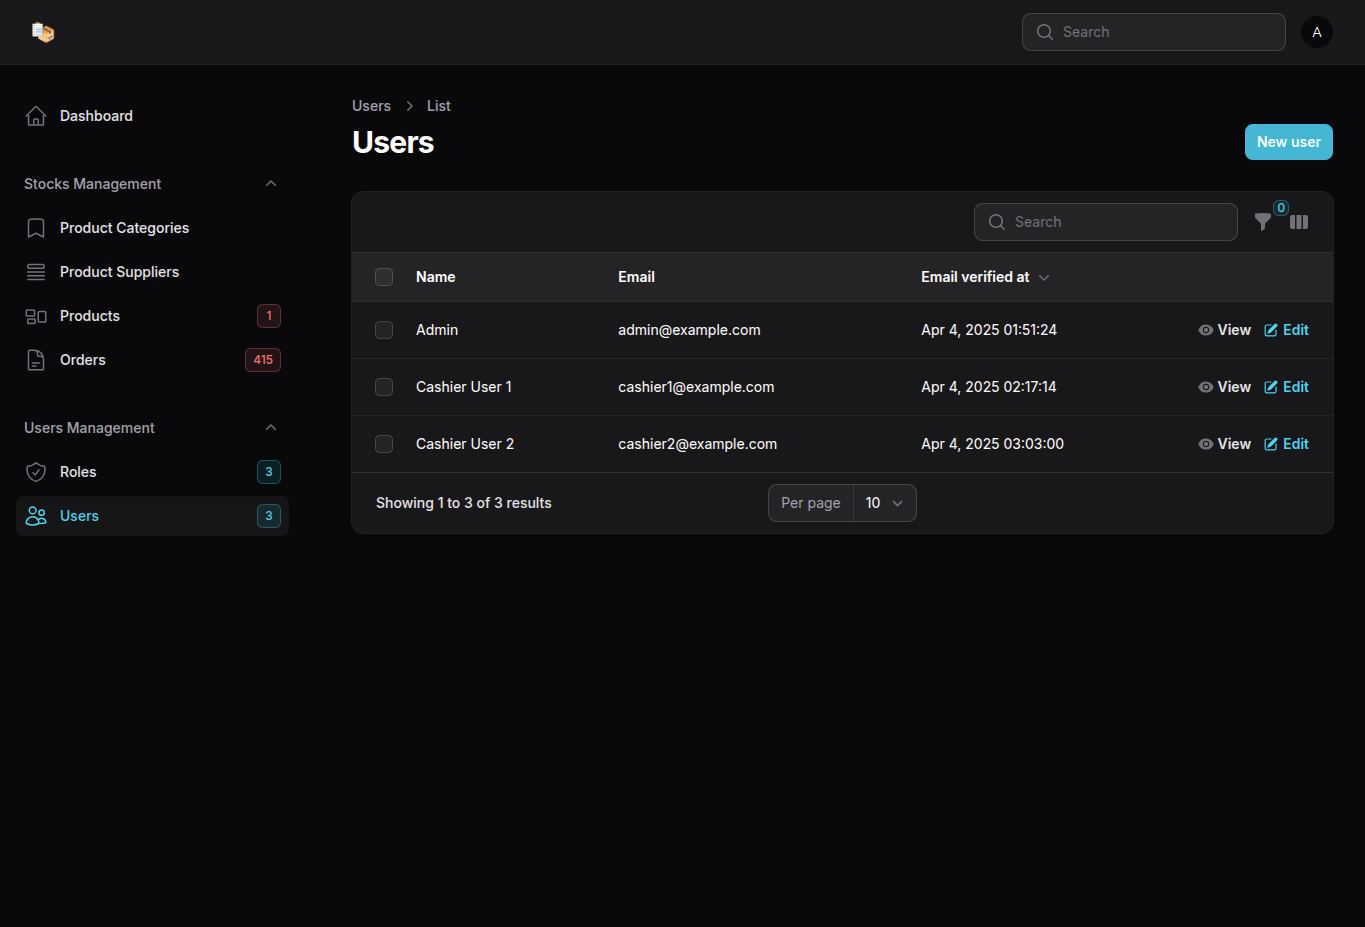 Search
A
Dashboard
Stocks Management
Product Categories
Product Suppliers
Products 1
Orders 415
Users Management
Roles 3
Users 3
Users List
Users
New user
Search
0
Name Email Email verified at
Admin admin@example.com Apr 4, 2025 01:51:24 View Edit
Cashier User 1 cashier1@example.com Apr 4, 2025 02:17:14 View Edit
Cashier User 2 cashier2@example.com Apr 4, 2025 03:03:00 View Edit
Showing 1 to 3 of 3 results Per page 10